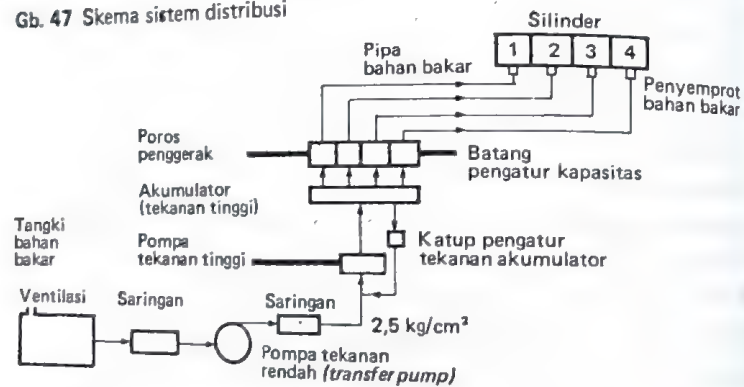 Gb. 47 Skema sistem distribusi
Silinder
1 2 3 4
Pipa
bahan bakar
Penyemprot
bahan bakar
Poros
penggerak
Batang
pengatur kapasitas
Akumulator
(tekanan tinggi)
Tangki
bahan
bakar
Pompa
tekanan tinggi
Katup pengatur
tekanan akumulator
Ventilasi
Saringan
Saringan
2,5 kg/cm²
Pompa tekanan
rendah (transfer pump)